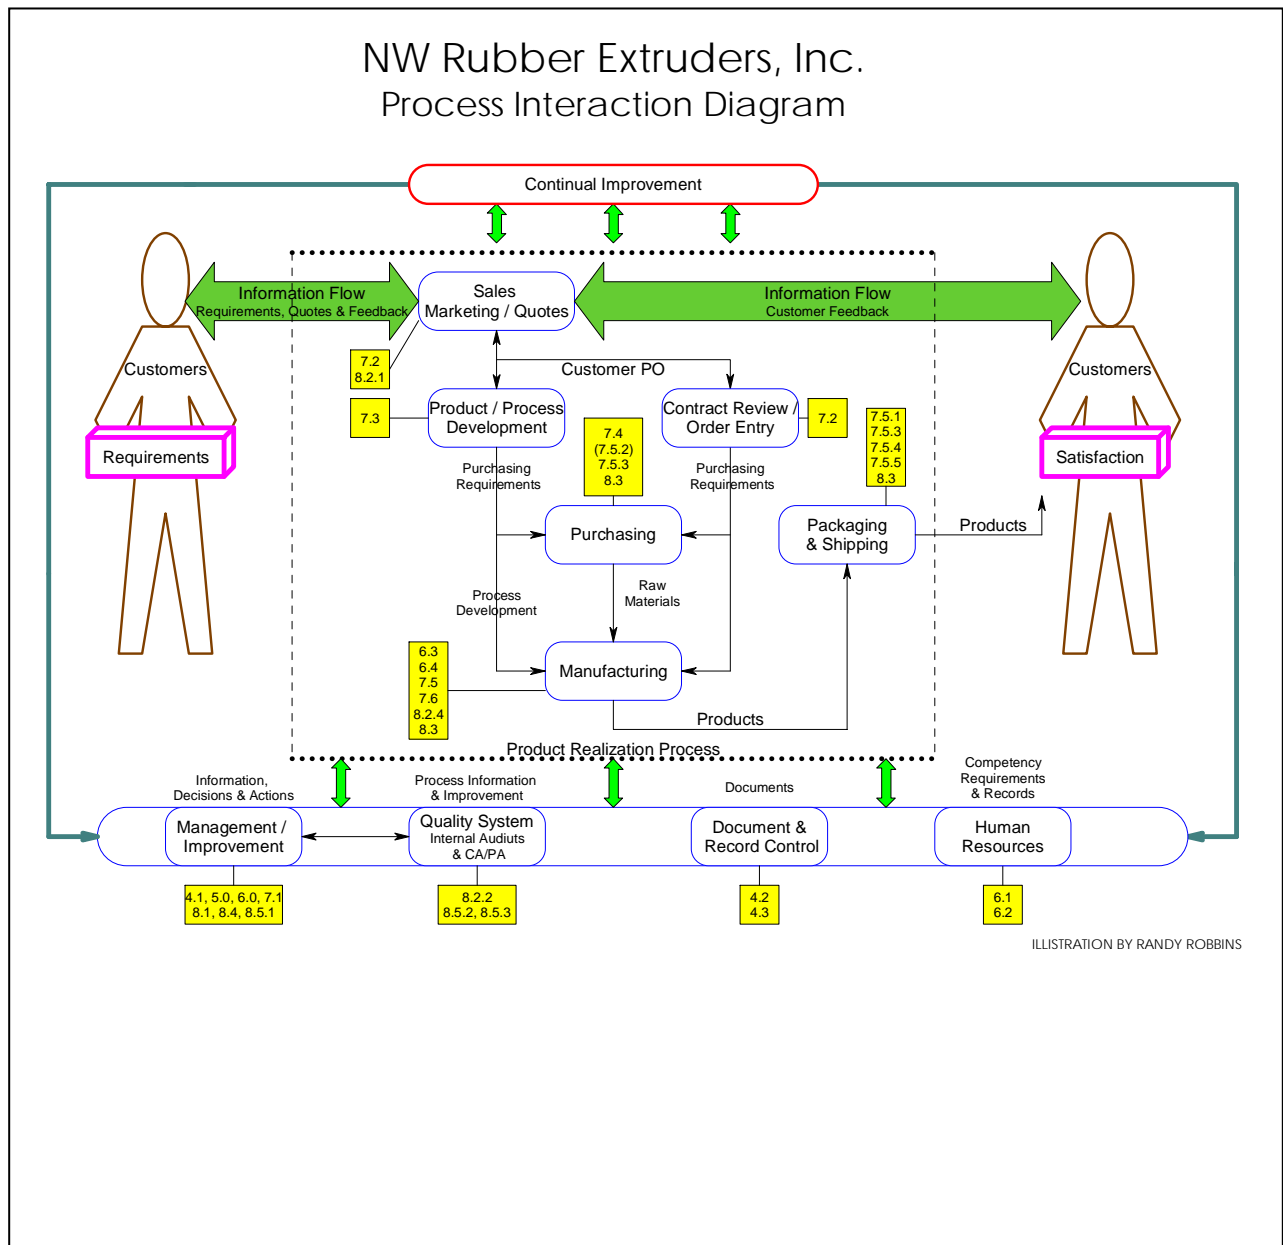 NW Rubber Extruders, Inc.
Process Interaction Diagram
Continual Improvement
Information Flow
Requirements, Quotes & Feedback
Sales
Marketing / Quotes
Information Flow
Customer Feedback
7.2
8.2.1
Customers
Customer PO
Customers
7.3
Product / Process
Development
7.4
(7.5.2)
7.5.3
8.3
Contract Review /
Order Entry
7.2
7.5.1
7.5.3
7.5.4
7.5.5
8.3
Requirements
Purchasing
Requirements
Purchasing
Requirements
Satisfaction
Purchasing
Packaging
& Shipping
Products
Process
Development
Raw
Materials
6.3
6.4
7.5
7.6
8.2.4
8.3
Manufacturing
Products
Product Realization Process
Information,
Decisions & Actions
Process Information
& Improvement
Documents
Competency
Requirements
& Records
Management /
Improvement
Quality System
Internal Audiuts
& CA/PA
Document &
Record Control
Human
Resources
4.1, 5.0, 6.0, 7.1
8.1, 8.4, 8.5.1
8.2.2
8.5.2, 8.5.3
4.2
4.3
6.1
6.2
ILLUSTRATION BY RANDY ROBBINS